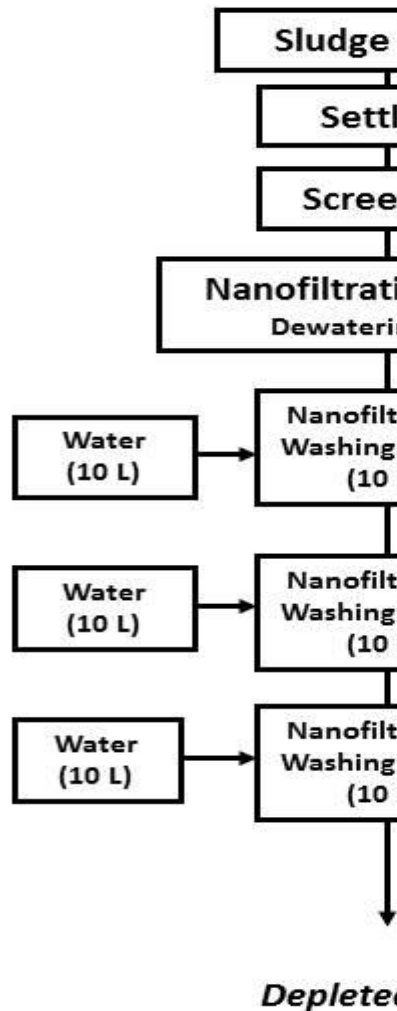 Sludge
Settl
Scree
Nanofiltrati
Dewaterin
Water
(10 L)
Nanofilt
Washing
(10
Water
(10 L)
Nanofilt
Washing
(10
Water
(10 L)
Nanofilt
Washing
(10
Depleted